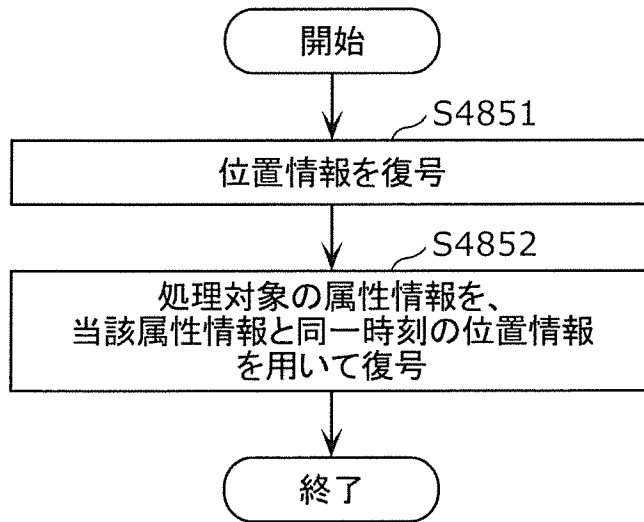 開始
S4851
位置情報を復号
S4852
処理対象の属性情報を、
当該属性情報と同一時刻の位置情報
を用いて復号
終了